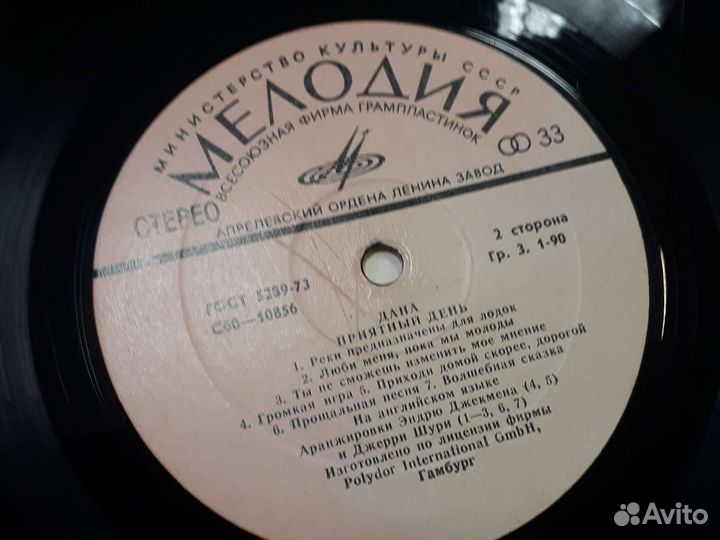 МИНИСТЕРСТВО КУЛЬТУРЫ СССР
МЕЛОДИЯ
ВСЕСОЮЗНАЯ ФИРМА ГРАМПЛАСТИНОК
33
СТЕРЕО
АПРЕЛЕВСКИЙ ОРДЕНА ЛЕНИНА ЗАВОД
2 сторона
Гр. 3. 1-90
ГОСТ 5289-73
С60—10856
ДАНА
ПРИЯТНЫЙ ДЕНЬ
1. Реки предназначены для лодок
2. Люби меня, пока мы молоды
3. Ты не сможешь изменить мое мнение
4. Громкая игра 5. Приходи домой скорее, дорогой
6. Прощальная песня 7. Волшебная сказка
На английском языке
Аранжировки Эндрю Джекмена (4, 5)
и Джерри Шури (1—3, 6, 7)
Изготовлено по лицензии фирмы
Polydor International GmbH,
Гамбург
Avito